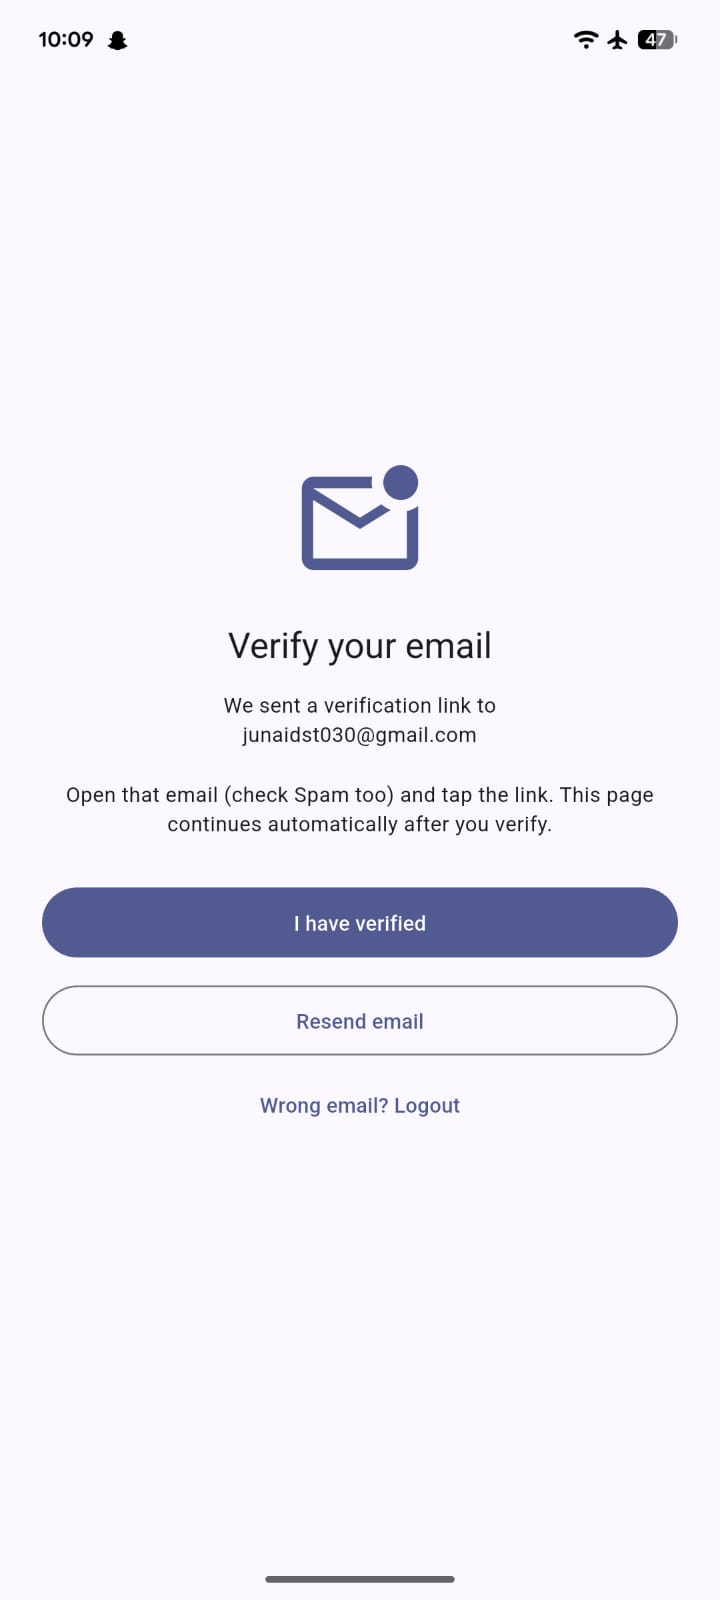 10:09
47
Verify your email
We sent a verification link to
junaidst030@gmail.com
Open that email (check Spam too) and tap the link. This page
continues automatically after you verify.
I have verified
Resend email
Wrong email? Logout